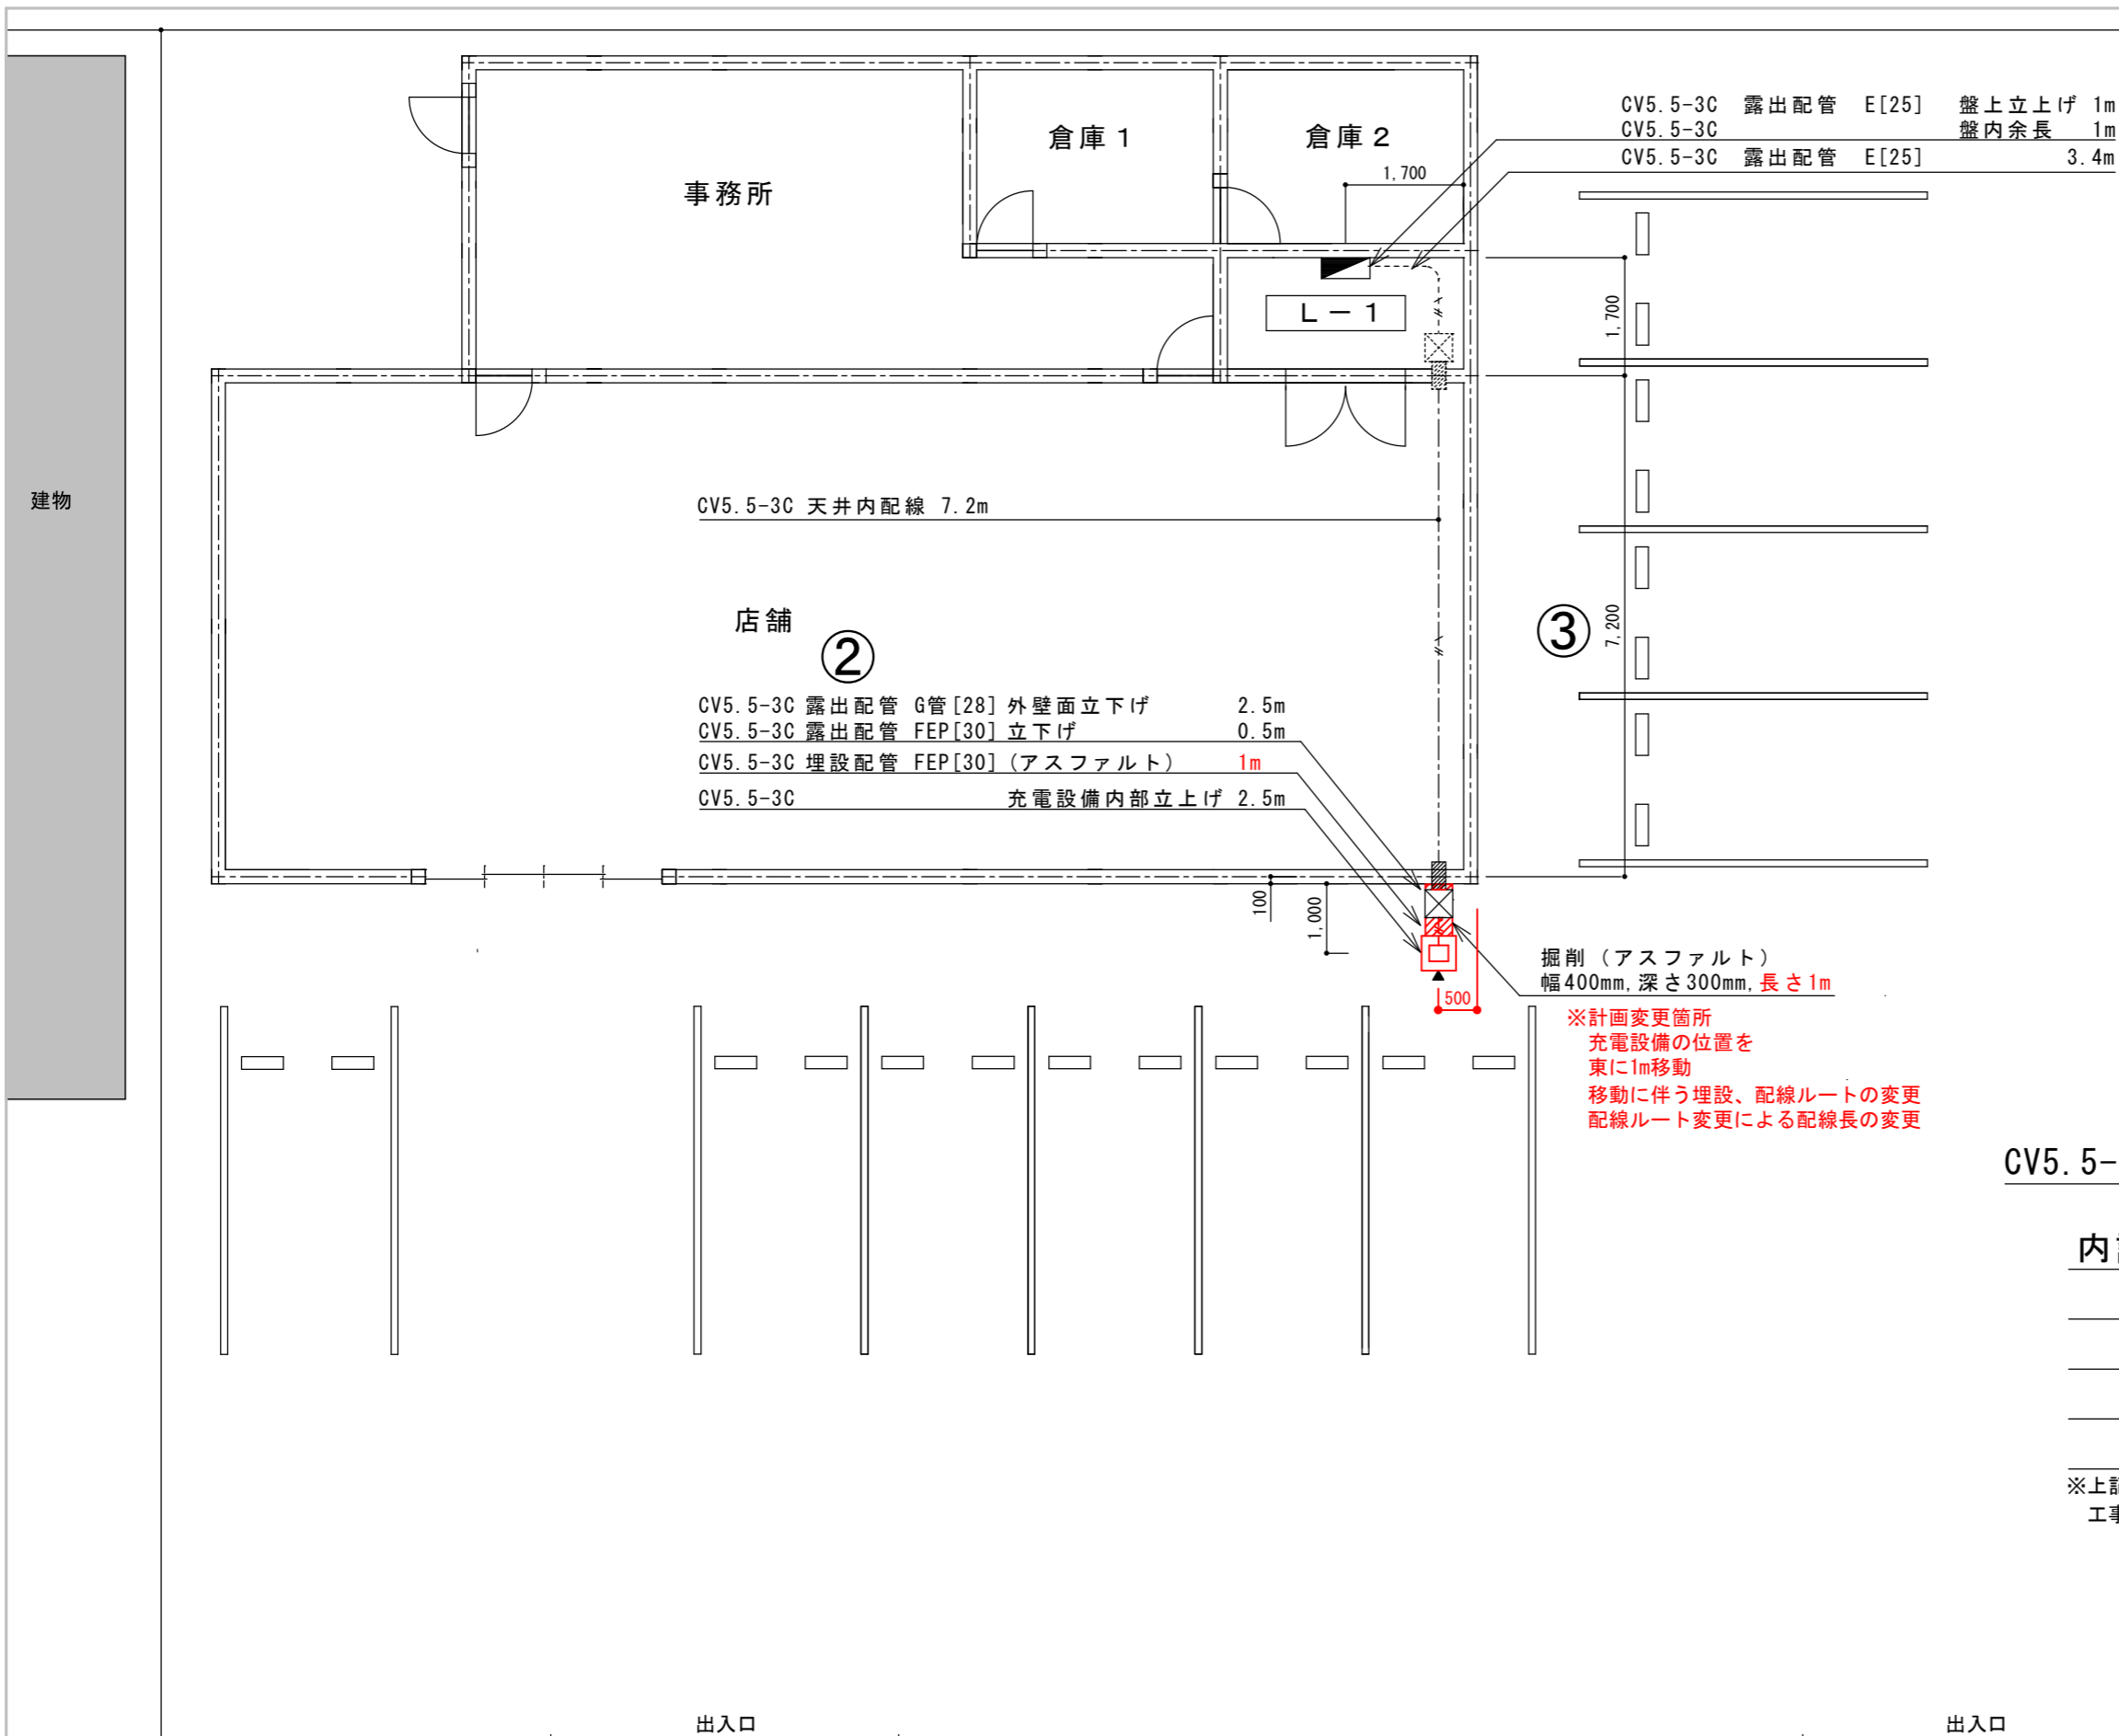 CV5.5-3C 露出配管 E[25] 盤上立上げ 1m
CV5.5-3C 盤内余長 1m
CV5.5-3C 露出配管 E[25] 3.4m
倉庫1
倉庫2
1,700
事務所
L－1
1,700
建物
CV5.5-3C 天井内配線 7.2m
店舗
②
③
7,200
CV5.5-3C 露出配管 G管[28] 外壁面立下げ 2.5m
CV5.5-3C 露出配管 FEP[30] 立下げ 0.5m
CV5.5-3C 埋設配管 FEP[30] (アスファルト) 1m
CV5.5-3C 充電設備内部立上げ 2.5m
100
1,000
掘削(アスファルト)
幅400mm,深さ300mm,長さ1m
500
※計画変更箇所
充電設備の位置を
東に1m移動
移動に伴う埋設、配線ルートの変更
配線ルート変更による配線長の変更
CV5.5-
内
※上記
工事
出入口
出入口